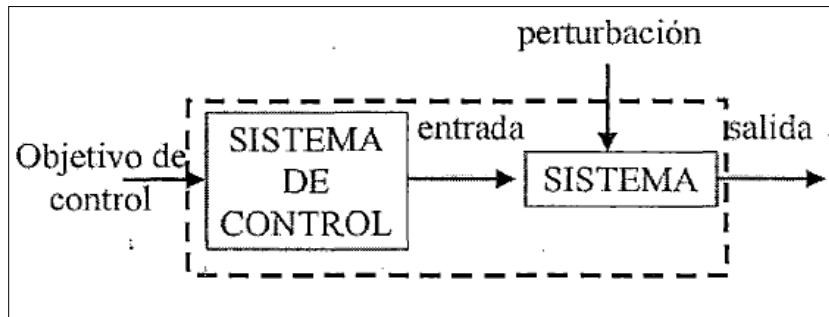 perturbación
Objetivo de
control
SISTEMA
DE
CONTROL
entrada
SISTEMA
salida